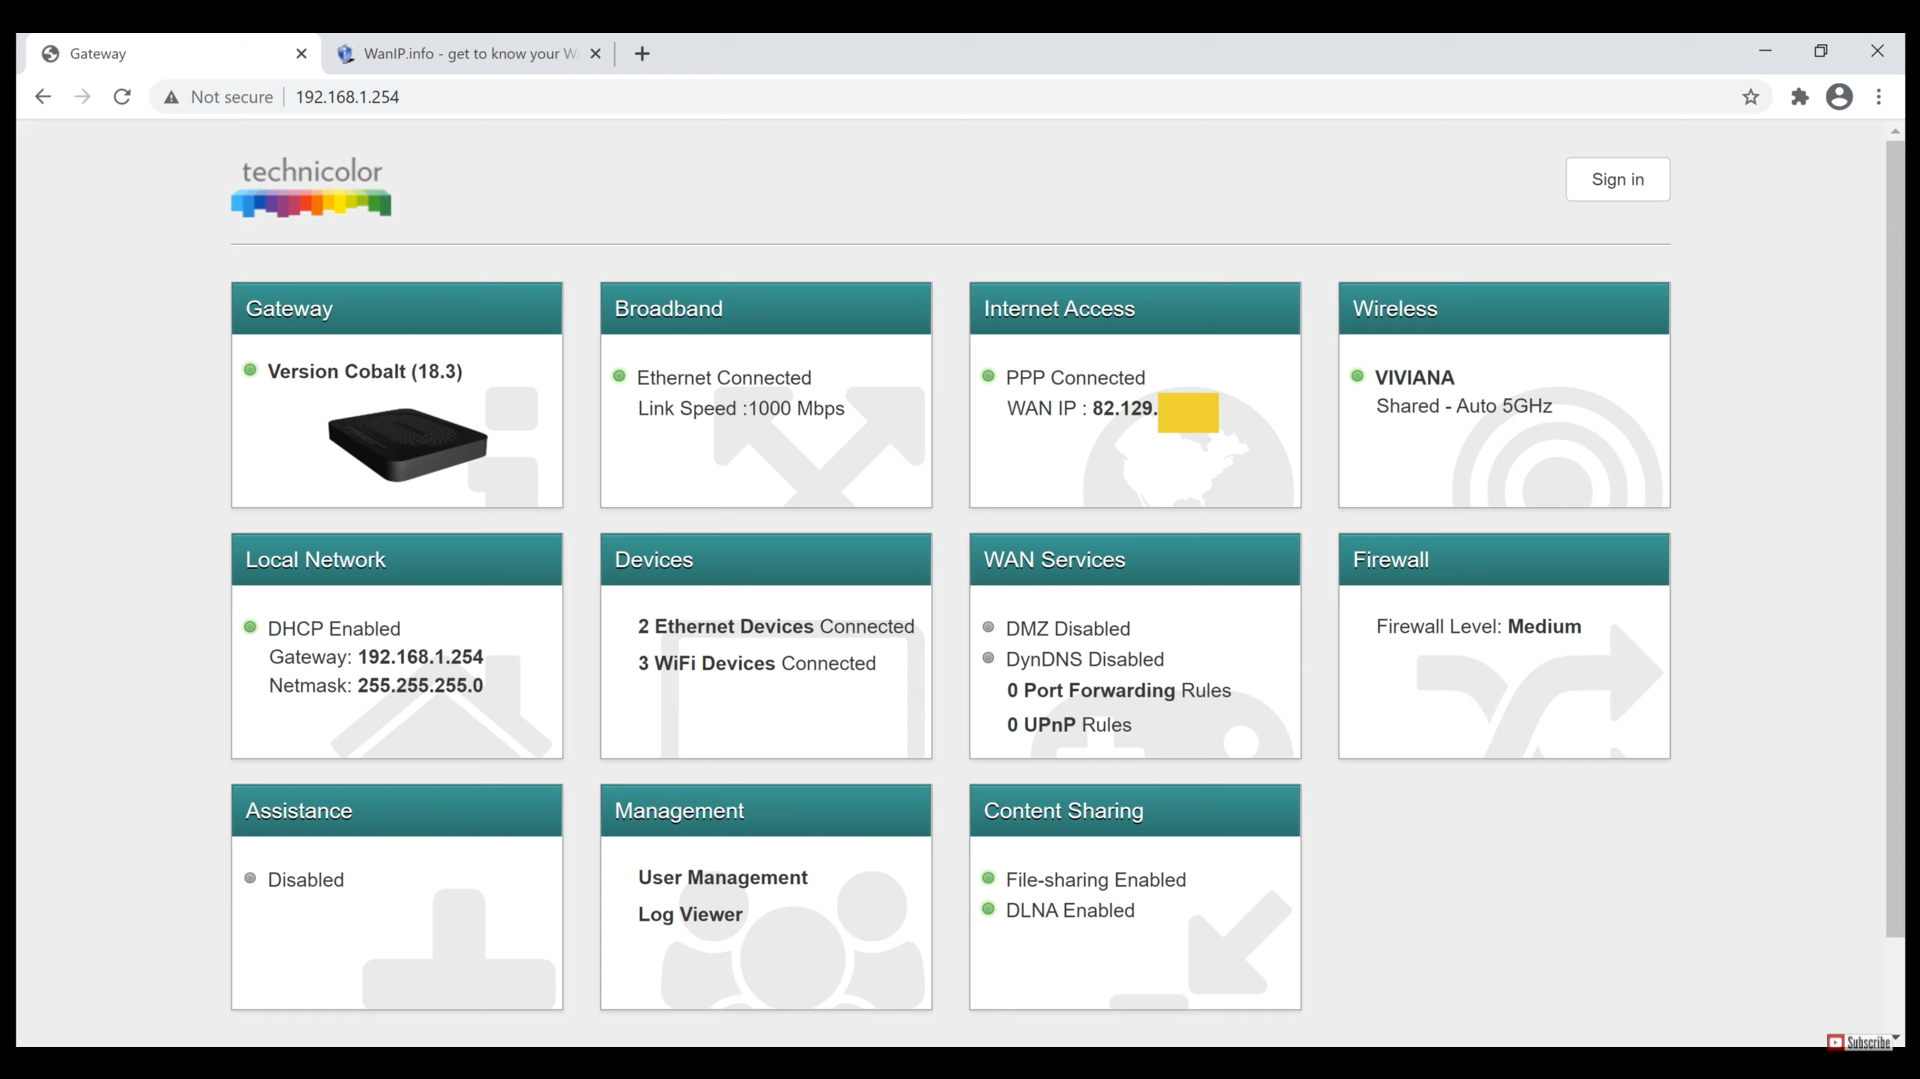 Gateway
WanIP.info - get to know your W
Not secure
192.168.1.254
technicolor
Sign in
Gateway
Version Cobalt (18.3)
Broadband
Ethernet Connected
Link Speed :1000 Mbps
Internet Access
PPP Connected
WAN IP : 82.129.
Wireless
VIVIANA
Shared - Auto 5GHz
Local Network
DHCP Enabled
Gateway: 192.168.1.254
Netmask: 255.255.255.0
Devices
2 Ethernet Devices Connected
3 WiFi Devices Connected
WAN Services
DMZ Disabled
DynDNS Disabled
0 Port Forwarding Rules
0 UPnP Rules
Firewall
Firewall Level: Medium
Assistance
Disabled
Management
User Management
Log Viewer
Content Sharing
File-sharing Enabled
DLNA Enabled
Subscribe